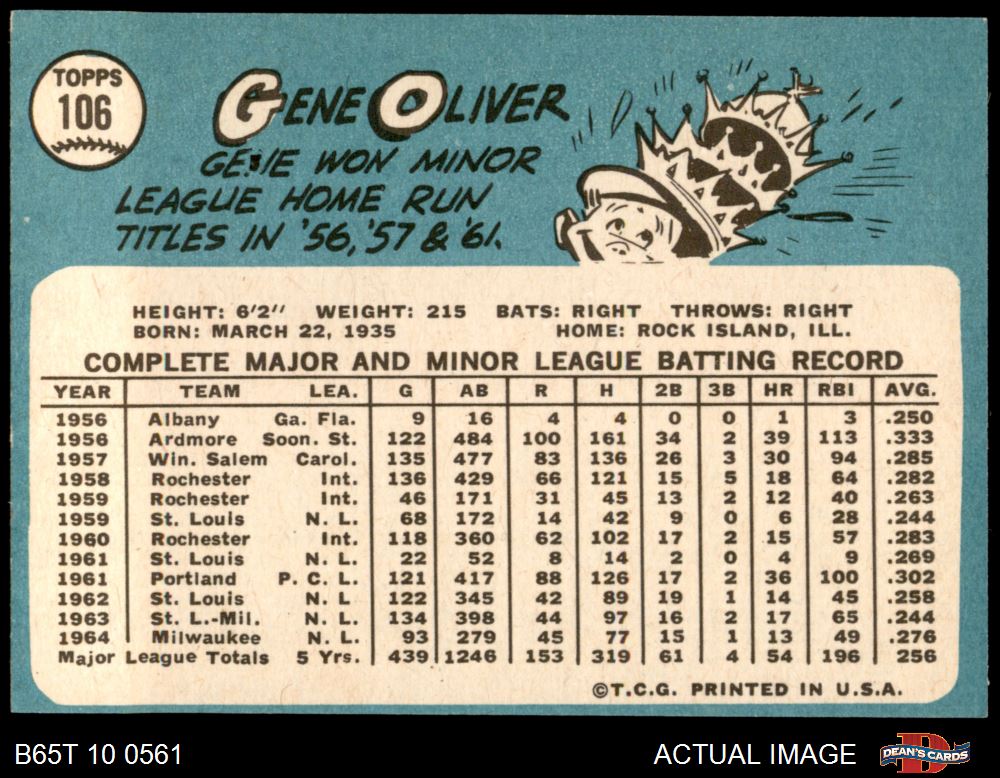 TOPPS
106
GENE OLIVER
GENE WON MINOR
LEAGUE HOME RUN
TITLES IN '56, '57 & '61.
HEIGHT: 6'2" WEIGHT: 215 BATS: RIGHT THROWS: RIGHT
BORN: MARCH 22, 1935 HOME: ROCK ISLAND, ILL.
COMPLETE MAJOR AND MINOR LEAGUE BATTING RECORD
YEAR TEAM LEA. G AB R H 2B 3B HR RBI AVG.
1956 Albany Ga. Fla. 9 16 4 4 0 0 1 3 .250
1956 Ardmore Soon. St. 122 484 100 161 34 2 39 113 .333
1957 Win. Salem Carol. 135 477 83 136 26 3 30 94 .285
1958 Rochester Int. 136 429 66 121 15 5 18 64 .282
1959 Rochester Int. 46 171 31 45 13 2 12 40 .263
1959 St. Louis N. L. 68 172 14 42 9 0 6 28 .244
1960 Rochester Int. 118 360 62 102 17 2 15 57 .283
1961 St. Louis N. L. 22 52 8 14 2 0 4 9 .269
1961 Portland P. C. L. 121 417 88 126 17 2 36 100 .302
1962 St. Louis N. L 122 345 42 89 19 1 14 45 .258
1963 St. L.-Mil. N. L. 134 398 44 97 16 2 17 65 .244
1964 Milwaukee N. L. 93 279 45 77 15 1 13 49 .276
Major League Totals 5 Yrs. 439 1246 153 319 61 4 54 196 256
©T.C.G. PRINTED IN U.S.A.
B65T 10 0561 ACTUAL IMAGE DEAN'S CARDS